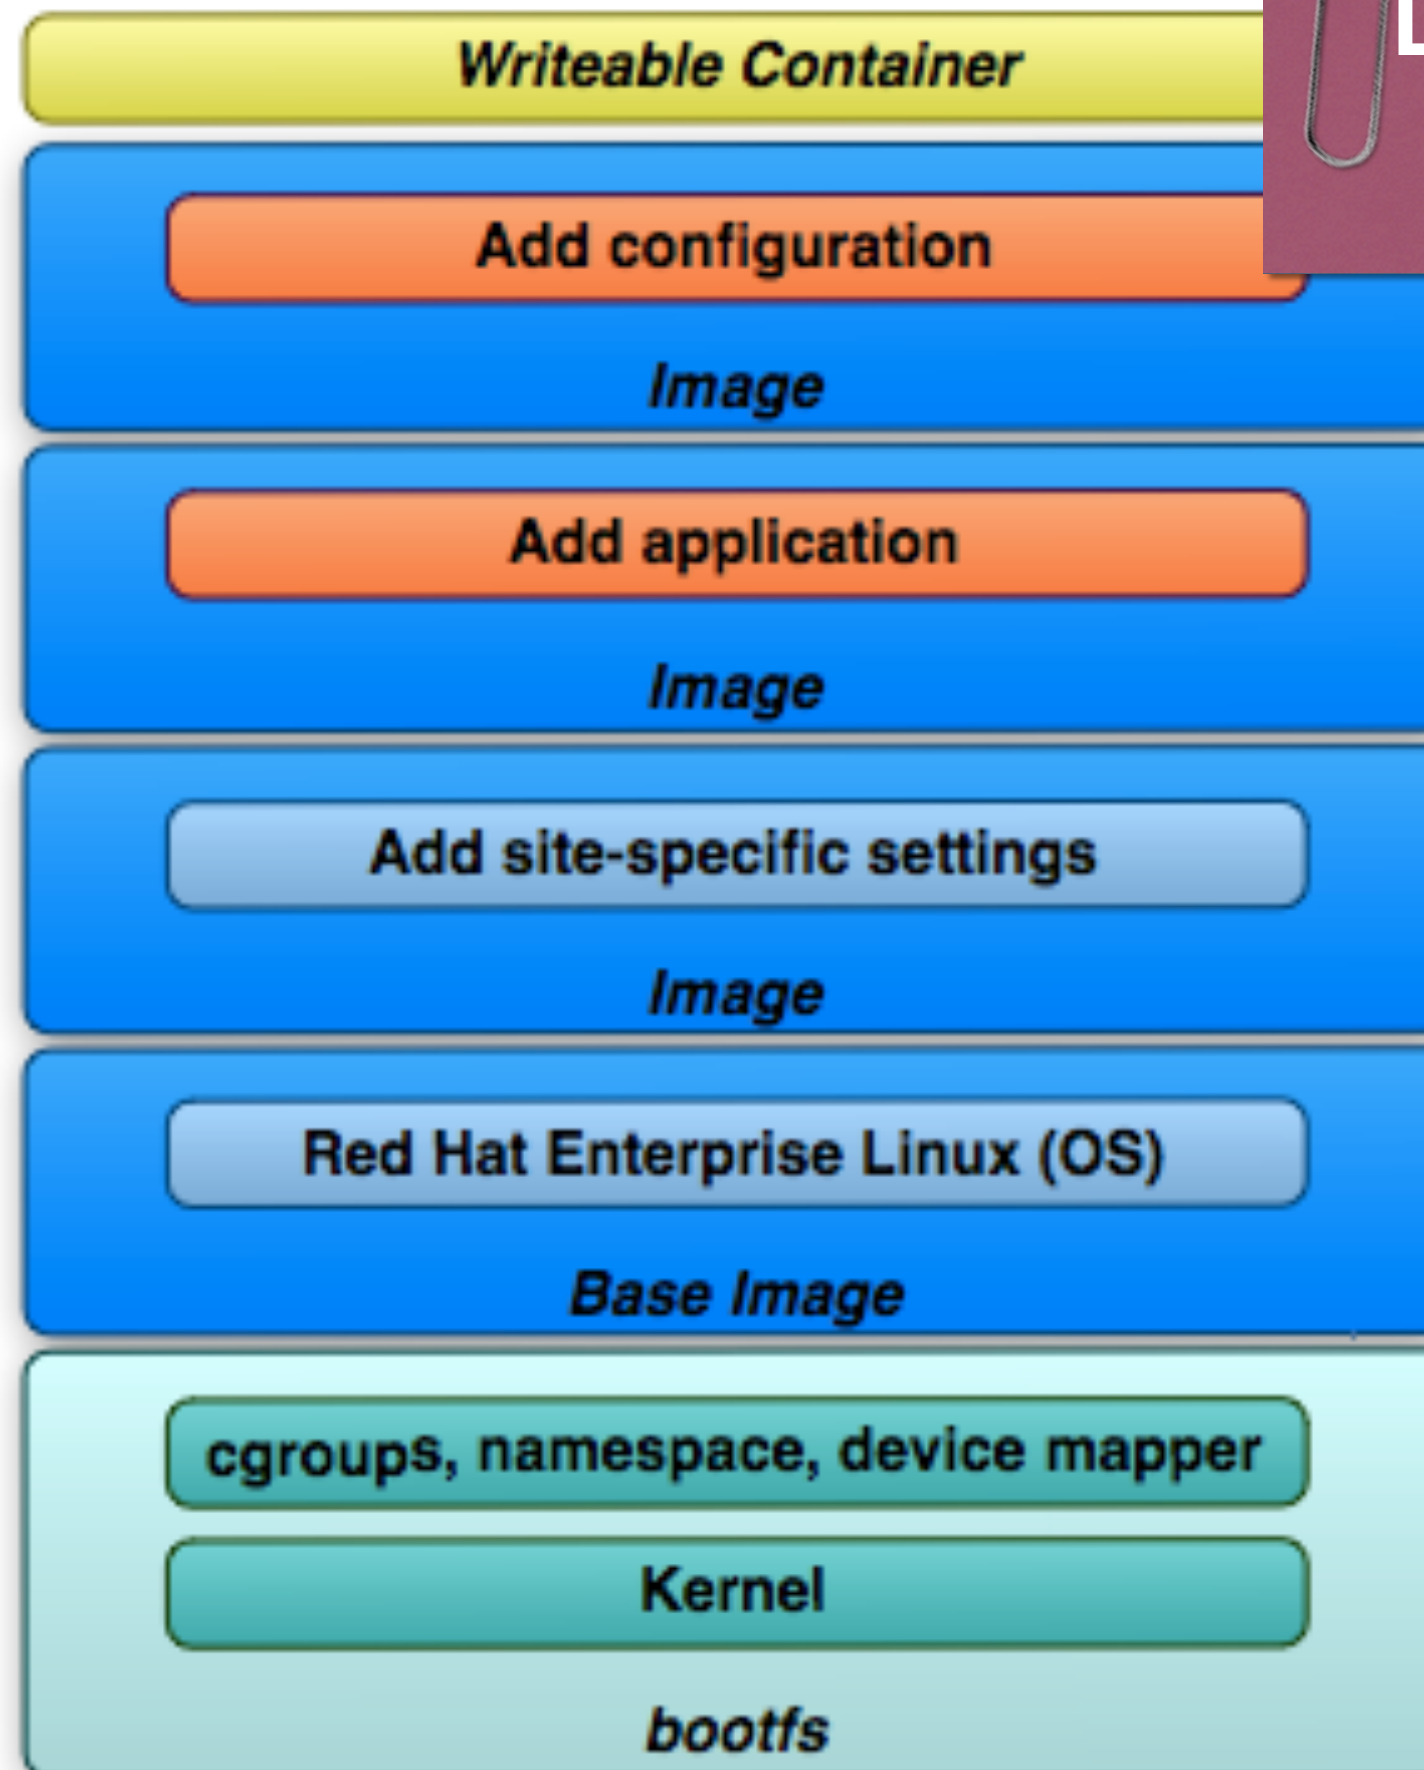 Writeable Container
Add configuration
Image
Add application
Image
Add site-specific settings
Image
Red Hat Enterprise Linux (OS)
Base Image
cgroups, namespace, device mapper
Kernel
bootfs